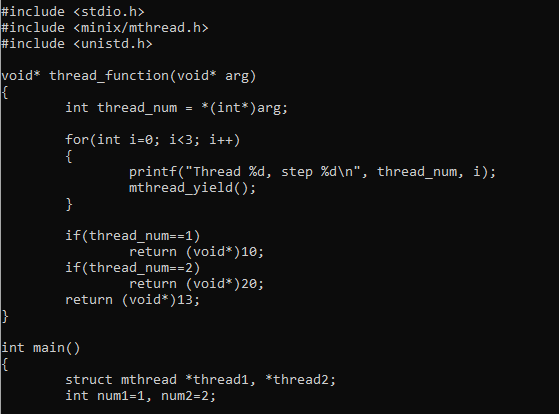 #include <stdio.h>
#include <minix/mthread.h>
#include <unistd.h>
void* thread_function(void* arg)
{
int thread_num = *(int*)arg;
for(int i=0; i<3; i++)
{
printf("Thread %d, step %d\n", thread_num, i);
mthread_yield();
}
if(thread_num==1)
return (void*)10;
if(thread_num==2)
return (void*)20;
return (void*)13;
}
int main()
{
struct mthread *thread1, *thread2;
int num1=1, num2=2;